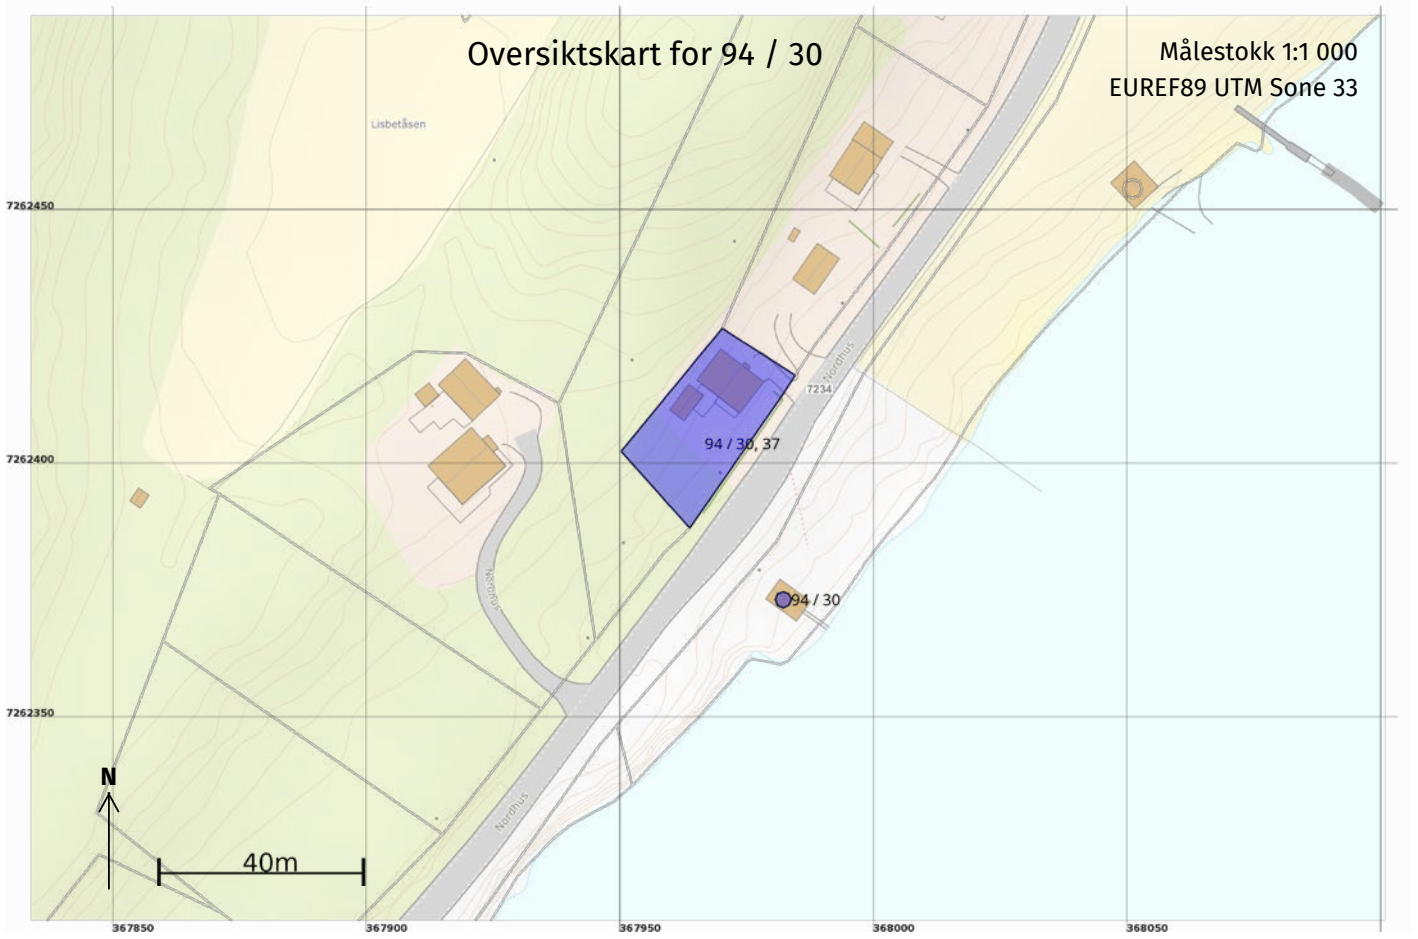 Oversiktskart for 94 / 30
Målestokk 1:1 000
EUREF89 UTM Sone 33
Lisbetåsen
7262450
Nordhus
7234
94 / 30, 37
7262400
Nordhus
94 / 30
7262350
N
Nordhus
40m
367850
367900
367950
368000
368050